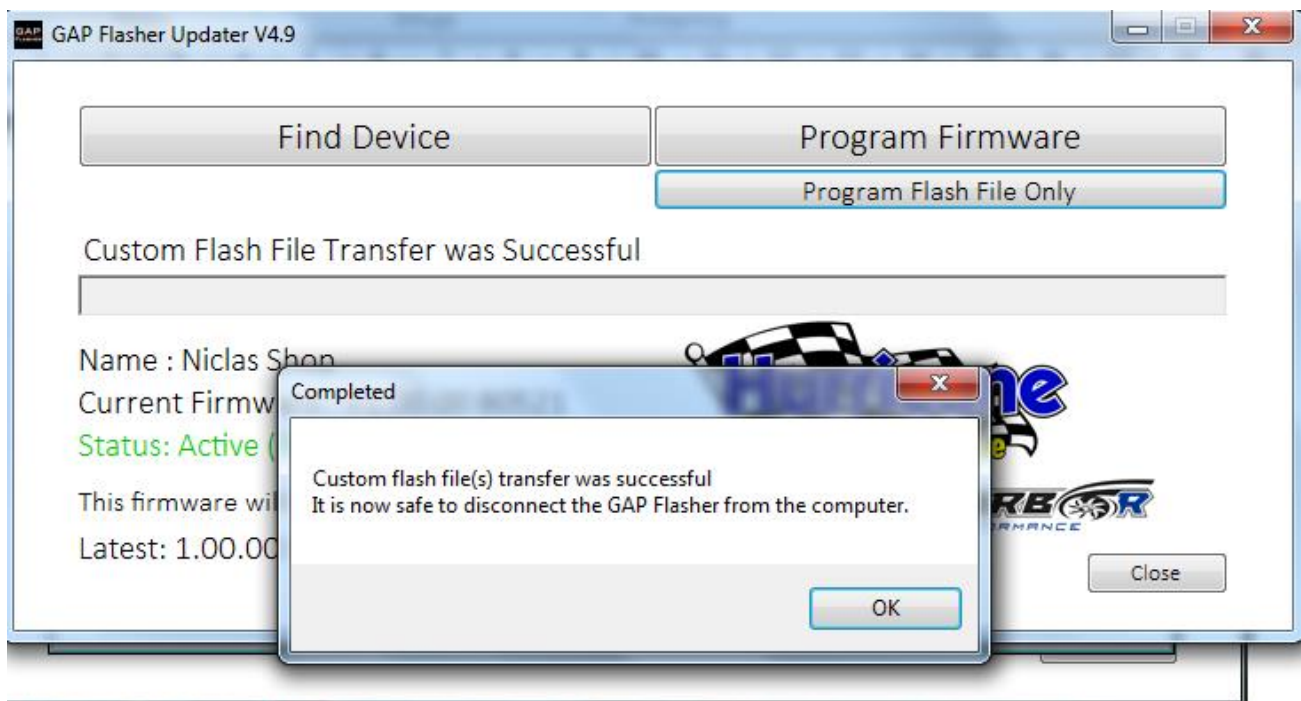 GAP Flasher Updater V4.9
Find Device
Program Firmware
Program Flash File Only
Custom Flash File Transfer was Successful
Name : Niclas Shop
Current Firmw
Status: Active (
This firmware wil
Latest: 1.00.00
Completed
Custom flash file(s) transfer was successful
It is now safe to disconnect the GAP Flasher from the computer.
OK
Close